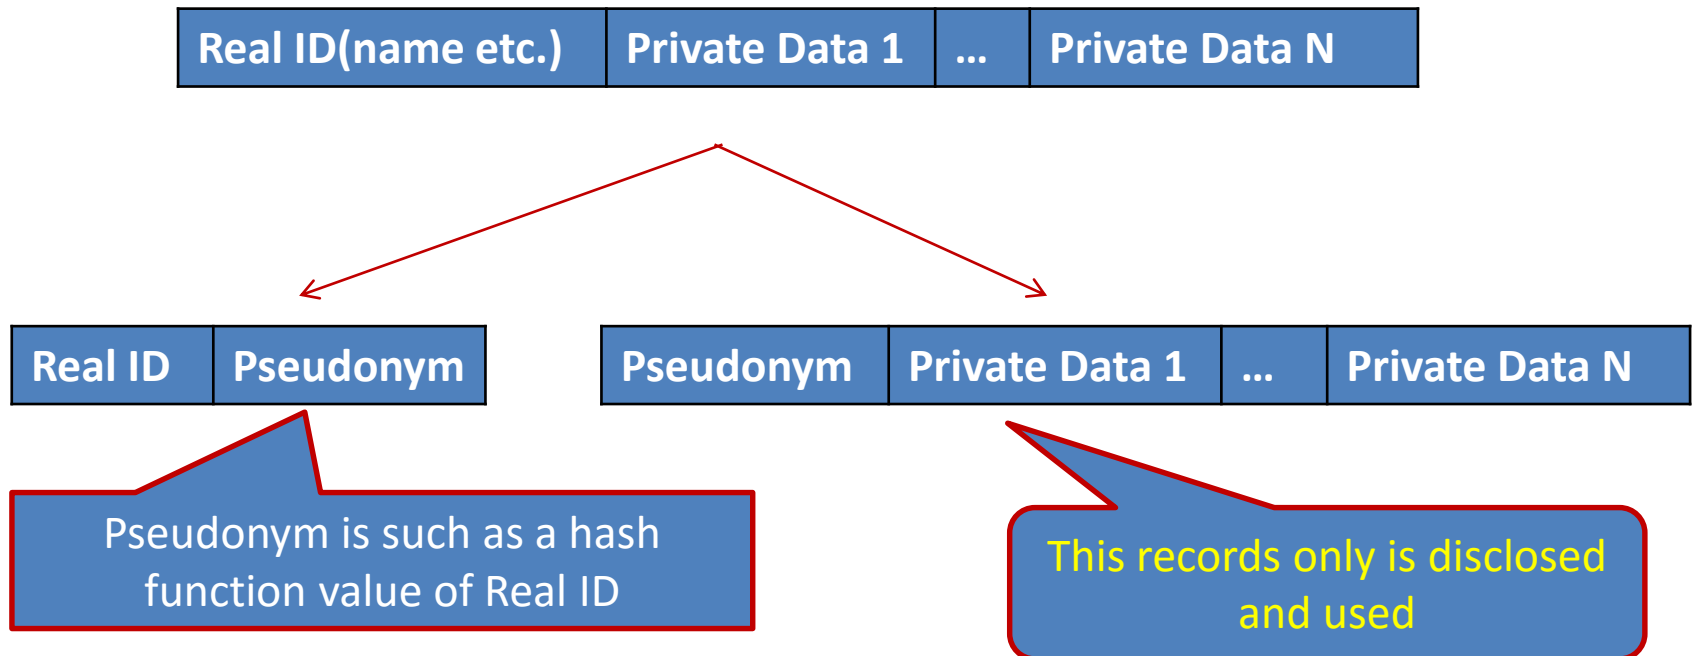 Real ID(name etc.) Private Data 1 ... Private Data N
Real ID Pseudonym Pseudonym Private Data 1 ... Private Data N
Pseudonym is such as a hash
function value of Real ID
This records only is disclosed
and used